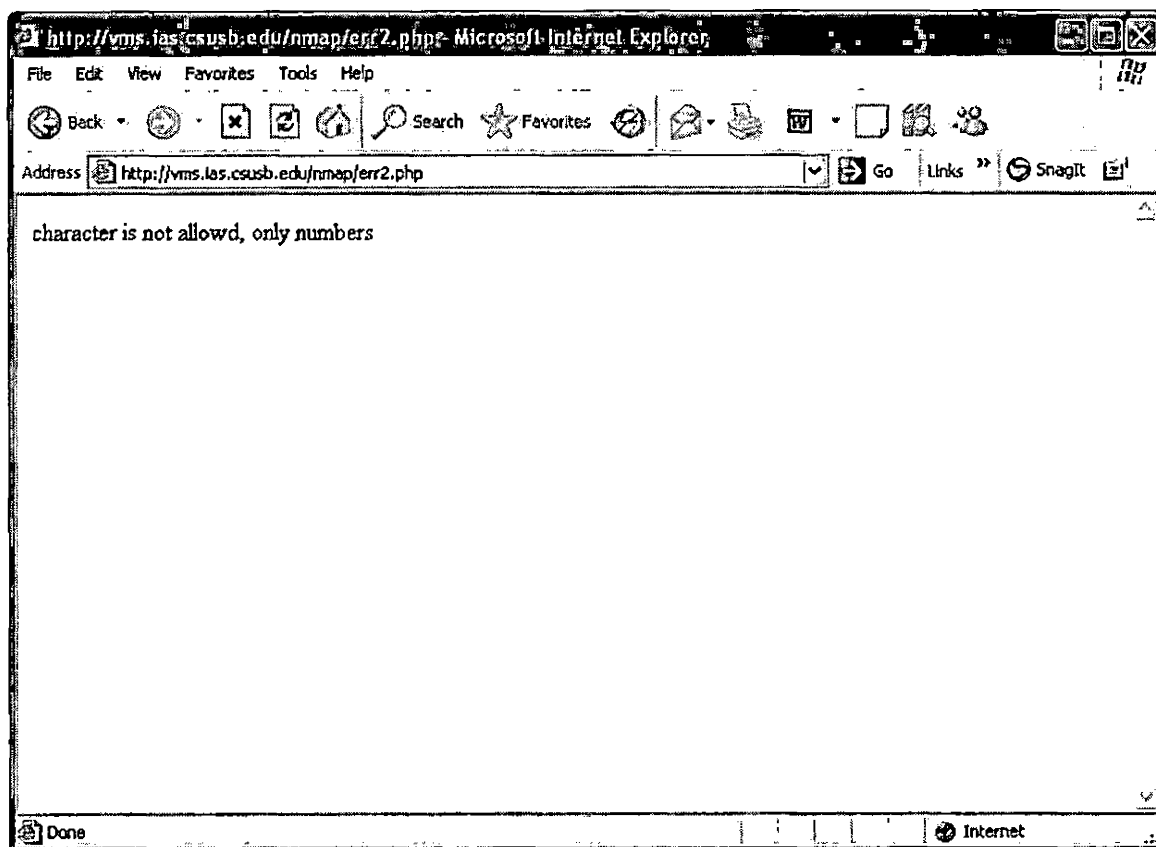 http://vms.ias.csusb.edu/nmap/err2.php - Microsoft Internet Explorer
File Edit View Favorites Tools Help
Back Search Favorites
Address http://vms.ias.csusb.edu/nmap/err2.php Go Links » SnagIt
character is not allowd, only numbers
Done Internet